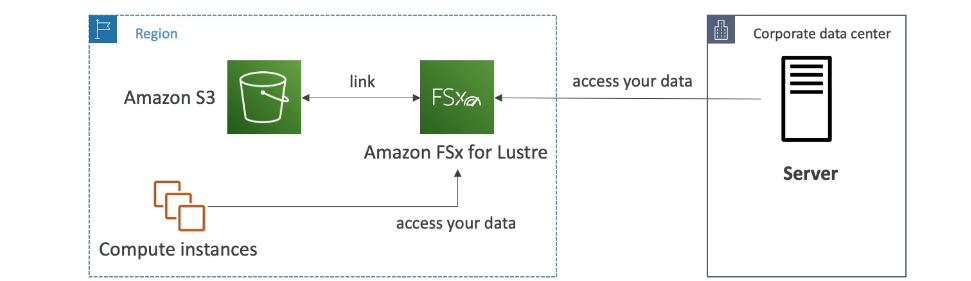 Region
Corporate data center
Amazon S3
link
FSx
access your data
Amazon FSx for Lustre
Server
access your data
Compute instances